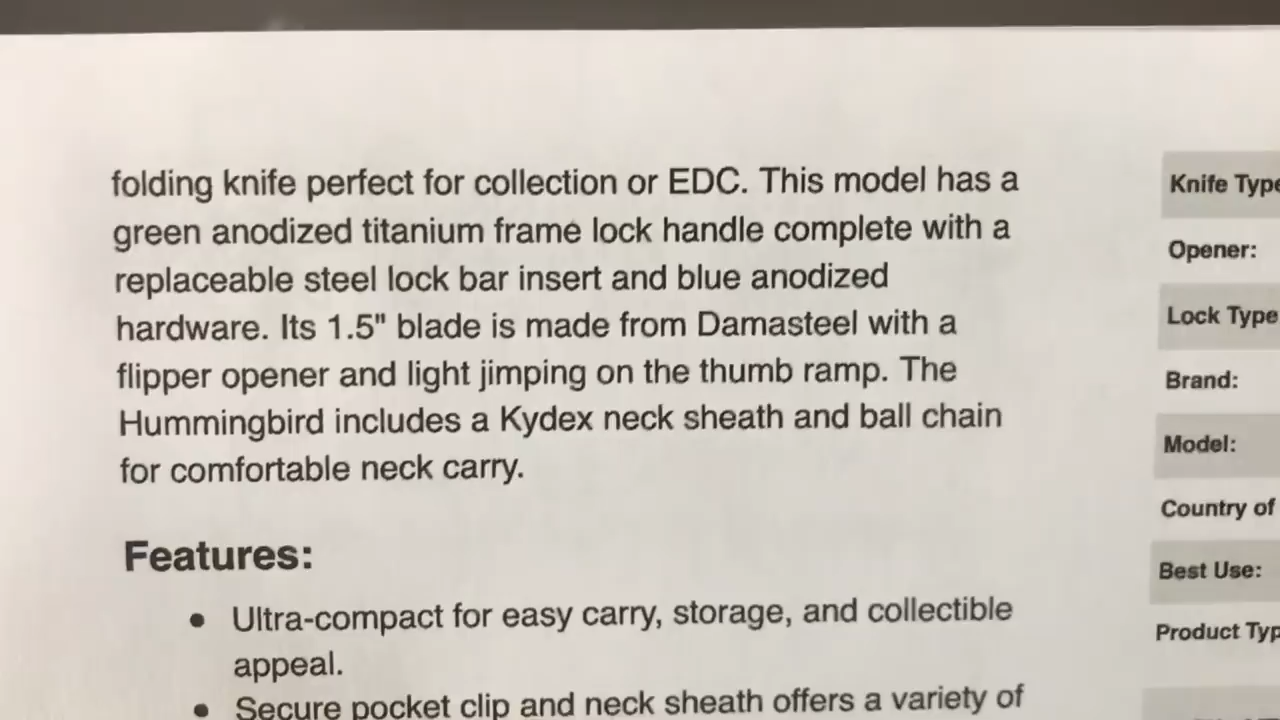 folding knife perfect for collection or EDC. This model has a
green anodized titanium frame lock handle complete with a
replaceable steel lock bar insert and blue anodized
hardware. Its 1.5" blade is made from Damasteel with a
flipper opener and light jimping on the thumb ramp. The
Hummingbird includes a Kydex neck sheath and ball chain
for comfortable neck carry.
Features:
• Ultra-compact for easy carry, storage, and collectible
appeal.
• Secure pocket clip and neck sheath offers a variety of
Knife Type
Opener:
Lock Type
Brand:
Model:
Country of
Best Use:
Product Typ